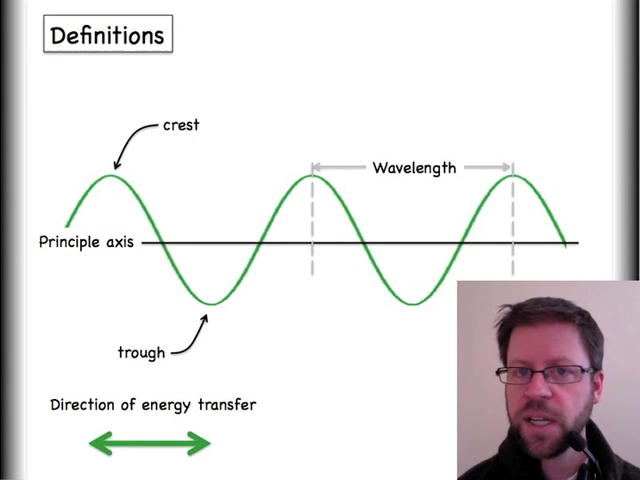 Definitions
crest
Wavelength
Principle axis
trough
Direction of energy transfer